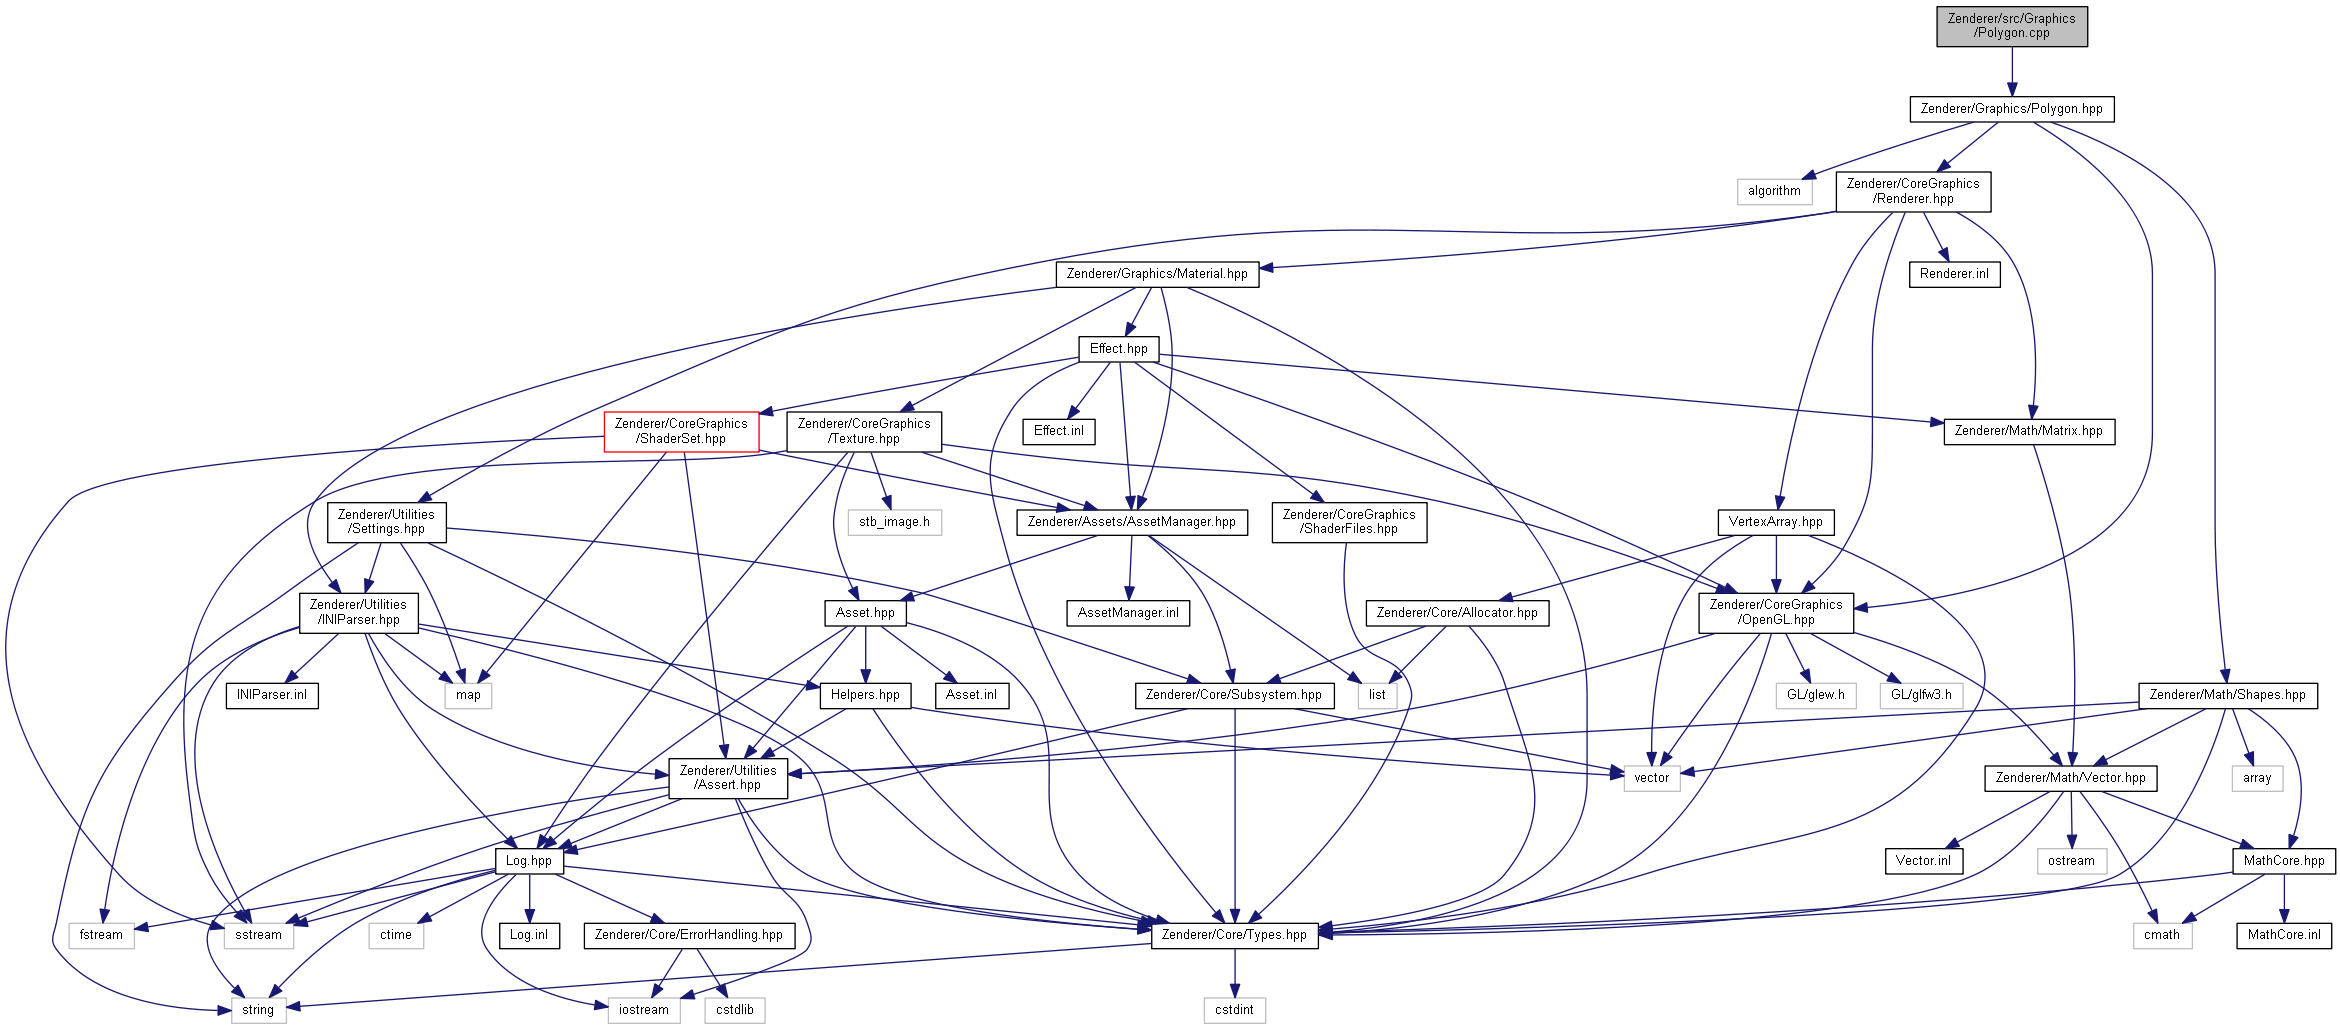 Zenderer/src/Graphics
/Polygon.cpp
Zenderer/Graphics/Polygon.hpp
algorithm
Zenderer/CoreGraphics
/Renderer.hpp
Zenderer/Graphics/Material.hpp
Renderer.inl
Effect.hpp
Zenderer/CoreGraphics
/ShaderSet.hpp
Zenderer/CoreGraphics
/Texture.hpp
Effect.inl
Zenderer/Math/Matrix.hpp
Zenderer/Utilities
/Settings.hpp
stb_image.h
Zenderer/Assets/AssetManager.hpp
Zenderer/CoreGraphics
/ShaderFiles.hpp
VertexArray.hpp
Zenderer/Utilities
/INIParser.hpp
Asset.hpp
AssetManager.inl
Zenderer/Core/Allocator.hpp
Zenderer/CoreGraphics
/OpenGL.hpp
INIParser.inl
map
Helpers.hpp
Asset.inl
Zenderer/Core/Subsystem.hpp
list
GL/glew.h
GL/glfw3.h
Zenderer/Math/Shapes.hpp
Zenderer/Utilities
/Assert.hpp
vector
Zenderer/Math/Vector.hpp
array
Log.hpp
Vector.inl
ostream
MathCore.hpp
fstream
sstream
ctime
Log.inl
Zenderer/Core/ErrorHandling.hpp
Zenderer/Core/Types.hpp
cmath
MathCore.inl
string
iostream
cstdlib
cstdint